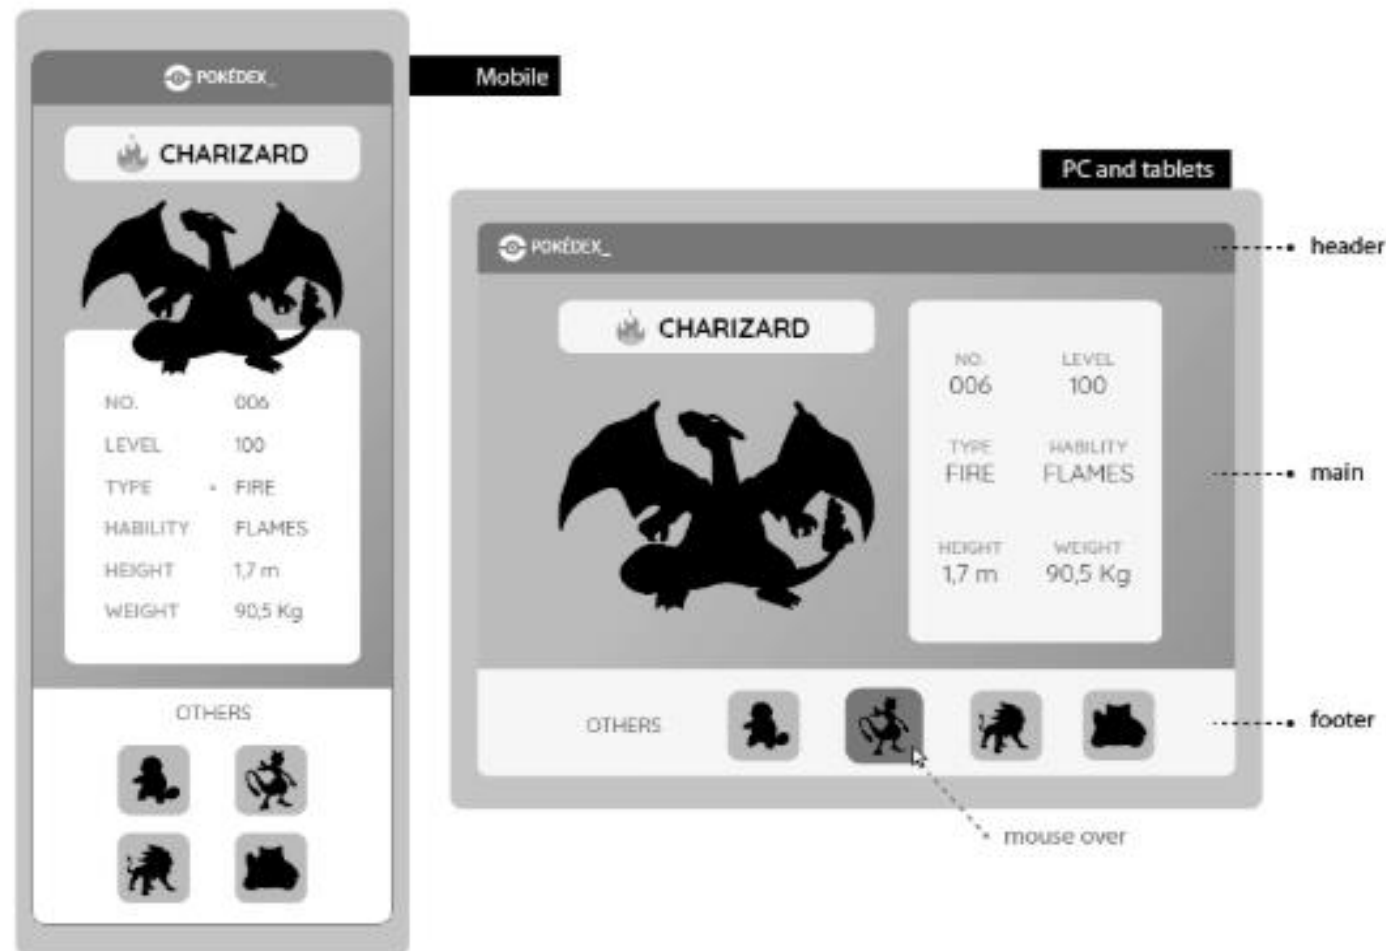 POKÉDEX_
Mobile
CHARIZARD
NO. 006
LEVEL 100
TYPE FIRE
HABILITY FLAMES
HEIGHT 1,7 m
WEIGHT 90,5 Kg
OTHERS
PC and tablets
POKÉDEX_
header
CHARIZARD
NO. LEVEL
006 100
TYPE HABILITY
FIRE FLAMES
main
HEIGHT WEIGHT
1,7 m 90,5 Kg
OTHERS
footer
mouse over